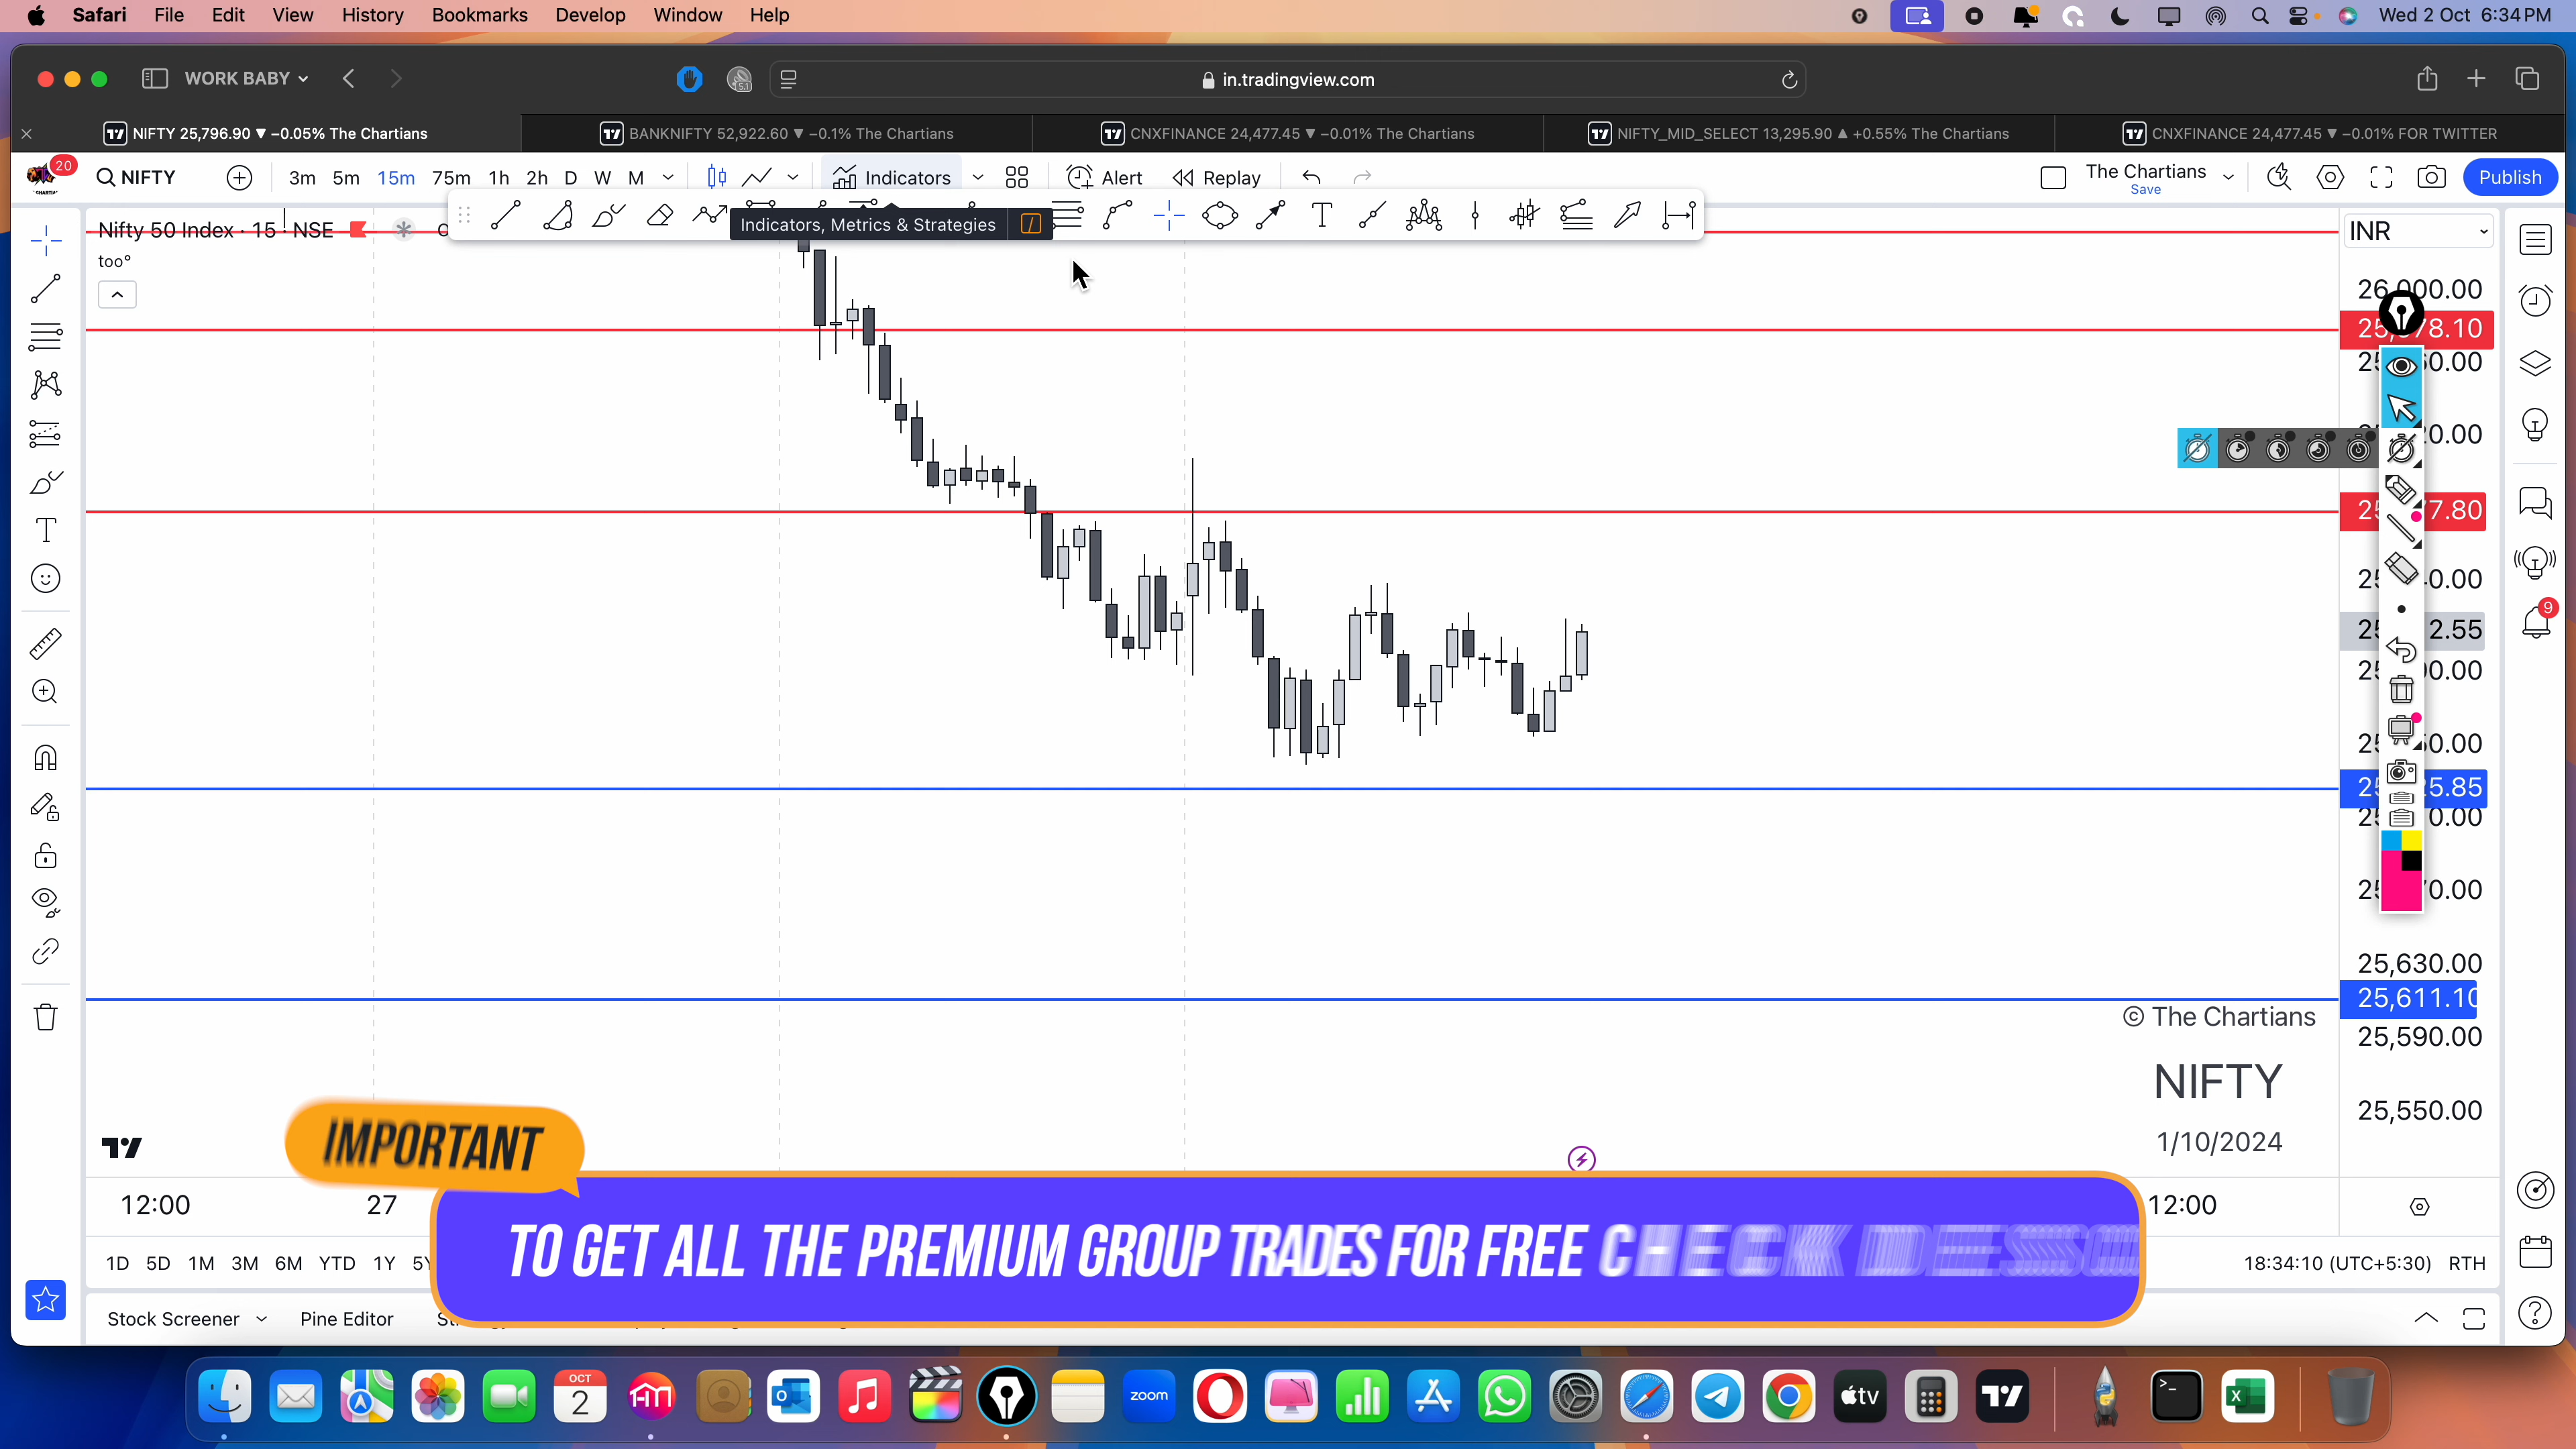 Safari File Edit View History Bookmarks Develop Window Help Wed 2 Oct 6:34 PM
WORK BABY in.tradingview.com
NIFTY 25,796.90 ▼ −0.05% The Chartians BANKNIFTY 52,922.60 ▼ −0.1% The Chartians CNXFINANCE 24,477.45 ▼ −0.01% The Chartians NIFTY_MID_SELECT 13,295.90 ▲ +0.55% The Chartians CNXFINANCE 24,477.45 ▼ −0.01% FOR TWITTER
20 NIFTY 3m 5m 15m 75m 1h 2h D W M Indicators Alert Replay The Chartians Save Publish
Indicators, Metrics & Strategies /
Nifty 50 Index · 15 · NSE
INR
too°
26,000.00
9
25,630.00
25,611.10
© The Chartians
25,590.00
NIFTY
25,550.00
1/10/2024
IMPORTANT
12:00 27 12:00
TO GET ALL THE PREMIUM GROUP TRADES FOR FREE CHECK
1D 5D 1M 3M 6M YTD 1Y 18:34:10 (UTC+5:30) RTH
Stock Screener Pine Editor
OCT
2
zoom
tv